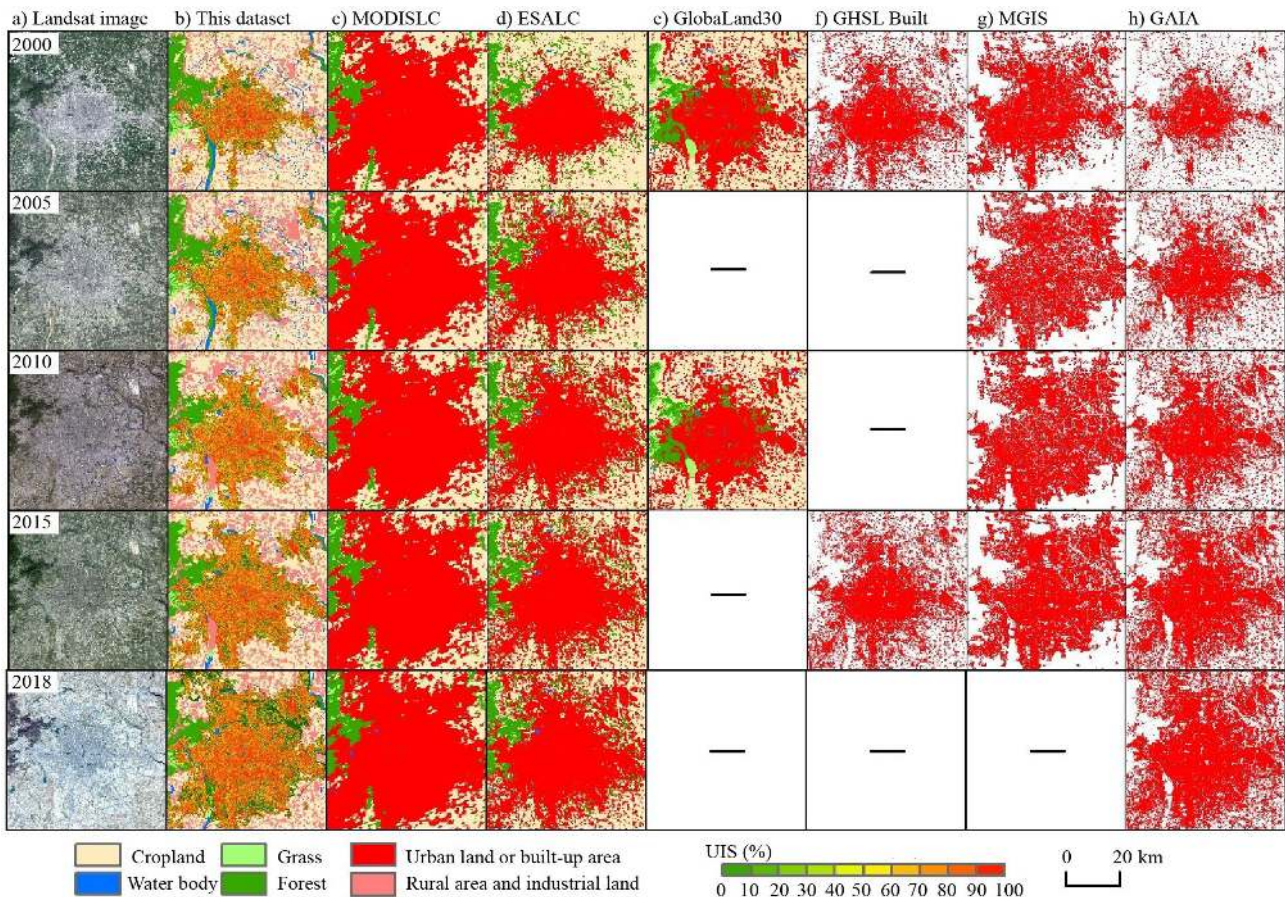 a) Landsat image b) This dataset c) MODISLC d) ESALC e) GlobaLand30 f) GHSL Built g) MGIS h) GAIA
2000
2005
2010
2015
2018
Cropland Grass Urban land or built-up area
Water body Forest Rural area and industrial land
UIS (%)
0 10 20 30 40 50 60 70 80 90 100
0 20 km